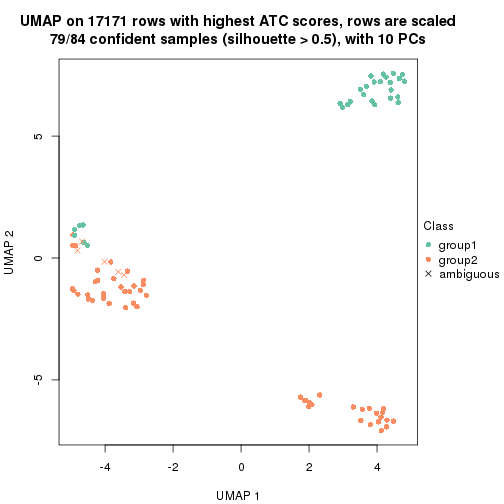 UMAP on 17171 rows with highest ATC scores, rows are scaled
79/84 confident samples (silhouette > 0.5), with 10 PCs
5
0
-5
UMAP 2
-4
-2
0
2
4
UMAP 1
Class
group1
group2
ambiguous